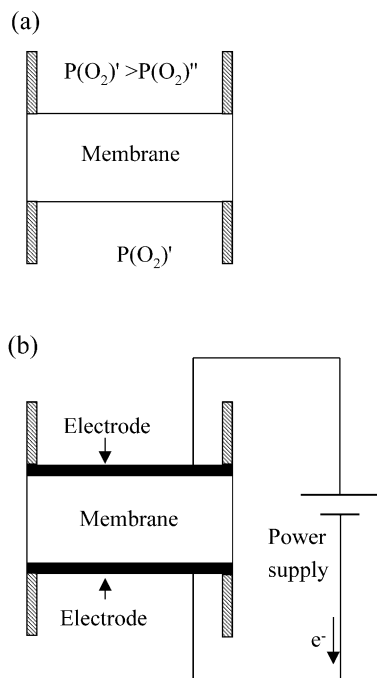 (a)
P(O₂)' >P(O₂)"
Membrane
P(O₂)'
(b)
Electrode
Membrane
Power
supply
Electrode
e⁻